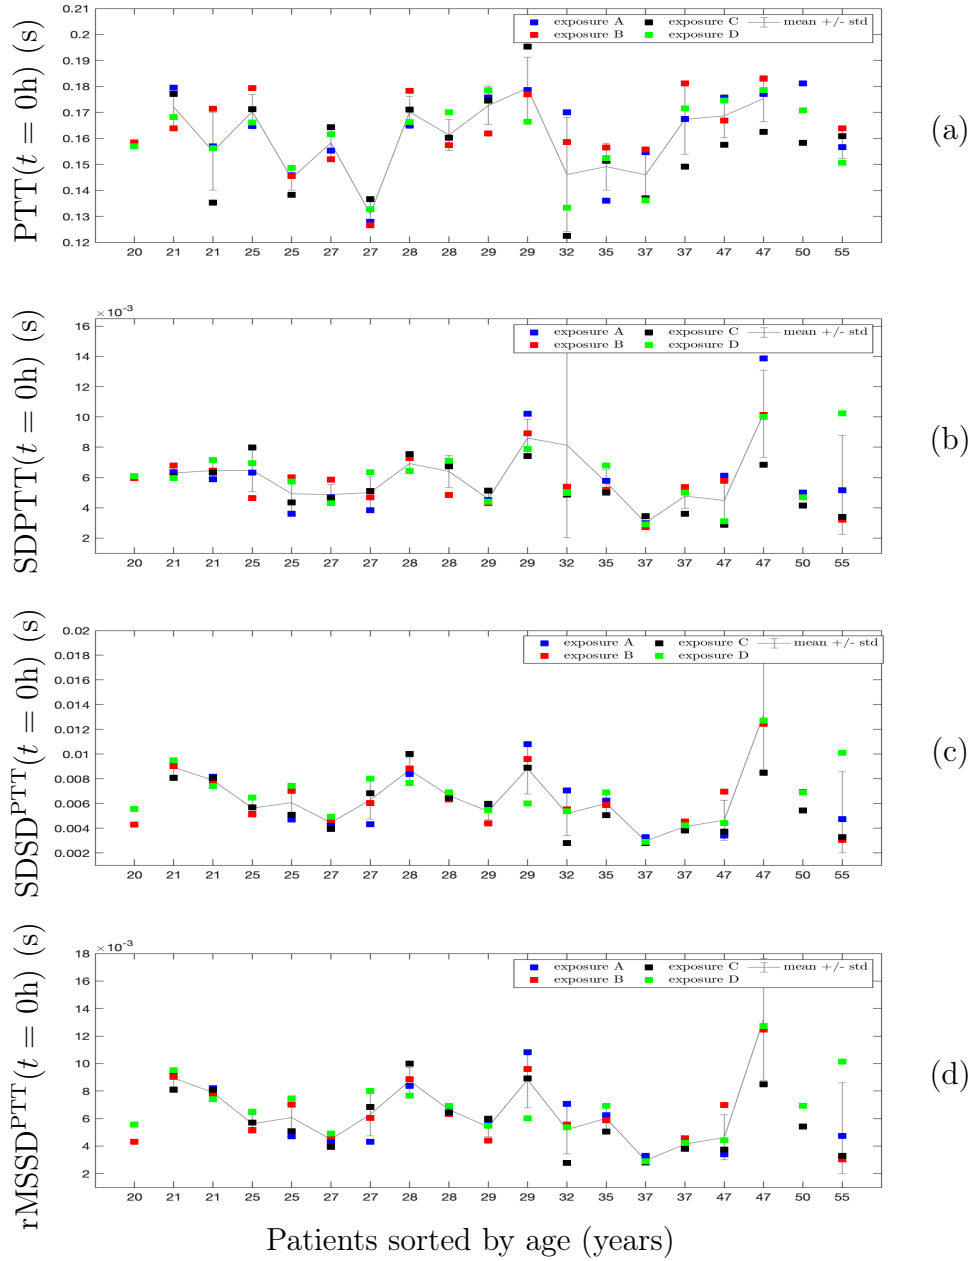 PTT(t = 0h) (s)
0.21
0.2
0.19
0.18
0.17
0.16
0.15
0.14
0.13
0.12
exposure A exposure C mean +/- std
exposure B exposure D
20 21 21 25 25 27 27 28 28 29 29 32 35 37 37 47 47 50 55
(a)
SDPTT(t = 0h) (s)
×10-3
16
14
12
10
8
6
4
2
exposure A exposure C mean +/- std
exposure B exposure D
20 21 21 25 25 27 27 28 28 29 29 32 35 37 37 47 47 50 55
(b)
SDSD^PTT(t = 0h) (s)
0.02
0.018
0.016
0.014
0.012
0.01
0.008
0.006
0.004
0.002
exposure A exposure C mean +/- std
exposure B exposure D
20 21 21 25 25 27 27 28 28 29 29 32 35 37 37 47 47 50 55
(c)
rMSSD^PTT(t = 0h) (s)
×10-3
18
16
14
12
10
8
6
4
2
exposure A exposure C mean +/- std
exposure B exposure D
20 21 21 25 25 27 27 28 28 29 29 32 35 37 37 47 47 50 55
(d)
Patients sorted by age (years)